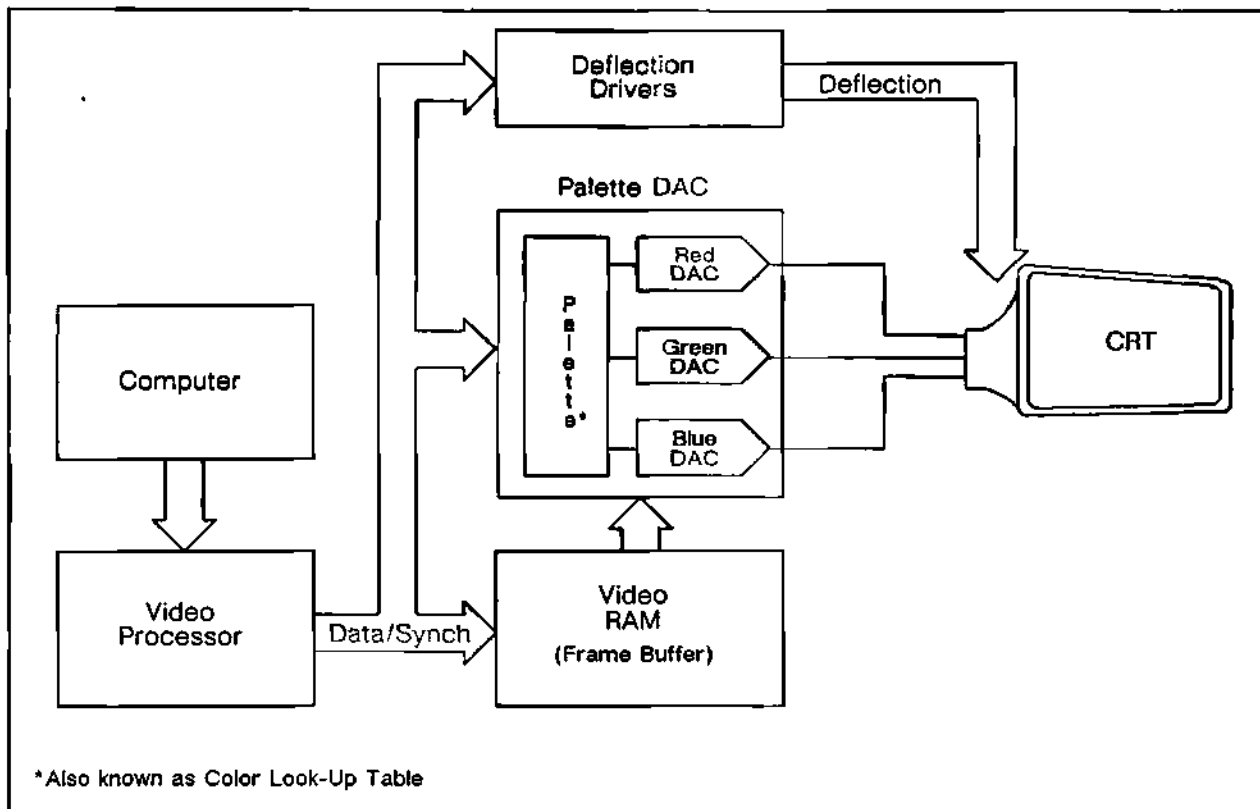 Deflection
Drivers
Deflection
Palette DAC
Palette*
Red
DAC
Green
DAC
Blue
DAC
CRT
Computer
Video
Processor
Data/Synch
Video
RAM
(Frame Buffer)
*Also known as Color Look-Up Table